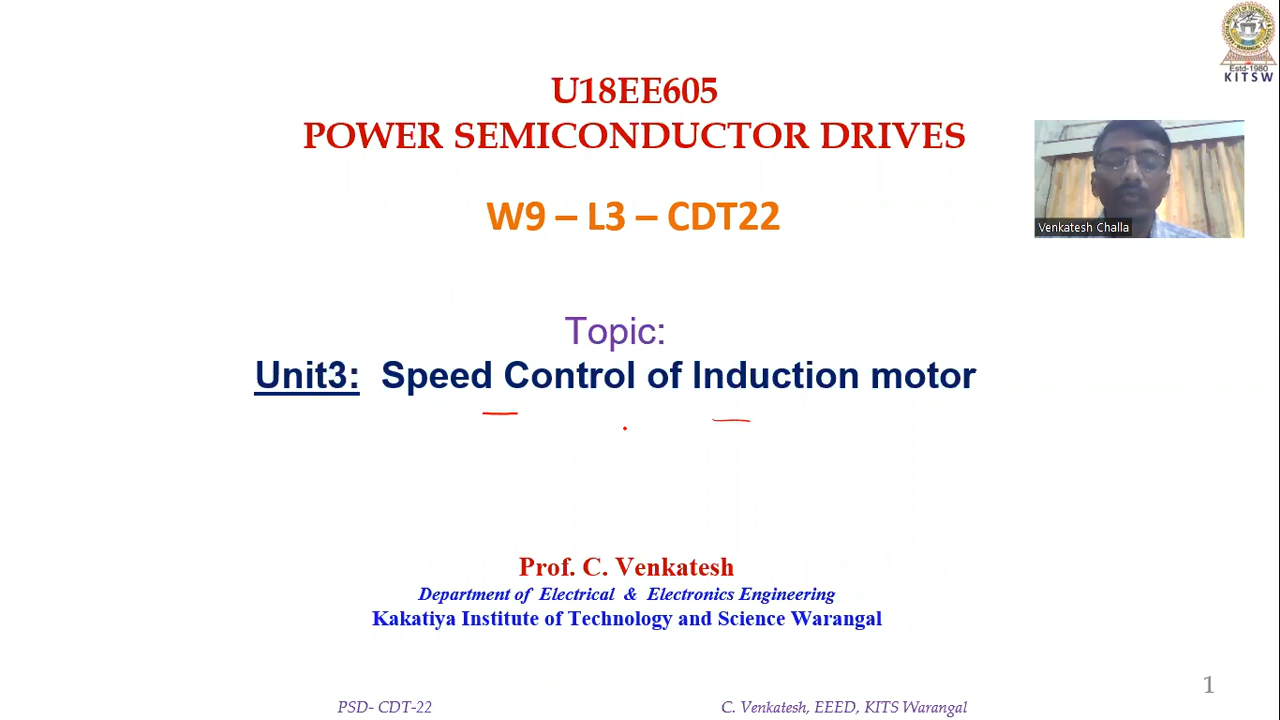 U18EE605
POWER SEMICONDUCTOR DRIVES
W9 – L3 – CDT22
Topic:
Unit3: Speed Control of Induction motor
Prof. C. Venkatesh
Department of Electrical & Electronics Engineering
Kakatiya Institute of Technology and Science Warangal
PSD- CDT-22
C. Venkatesh, EEED, KITS Warangal
1
Estd-1980
KITSW
Venkatesh Challa